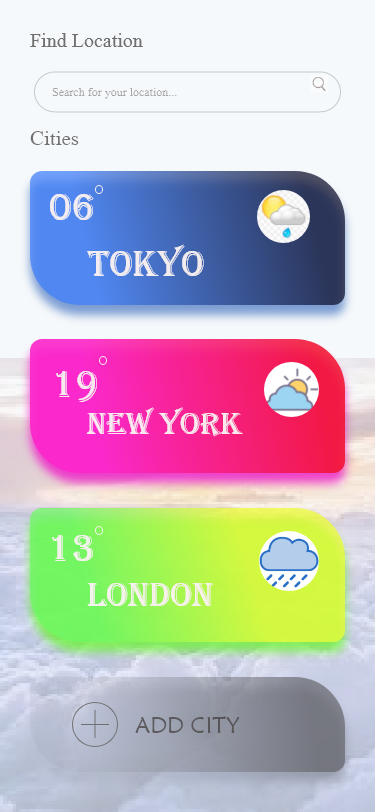 Find Location
Search for your location...
Cities
06°
TOKYO
19°
NEW YORK
13°
LONDON
ADD CITY